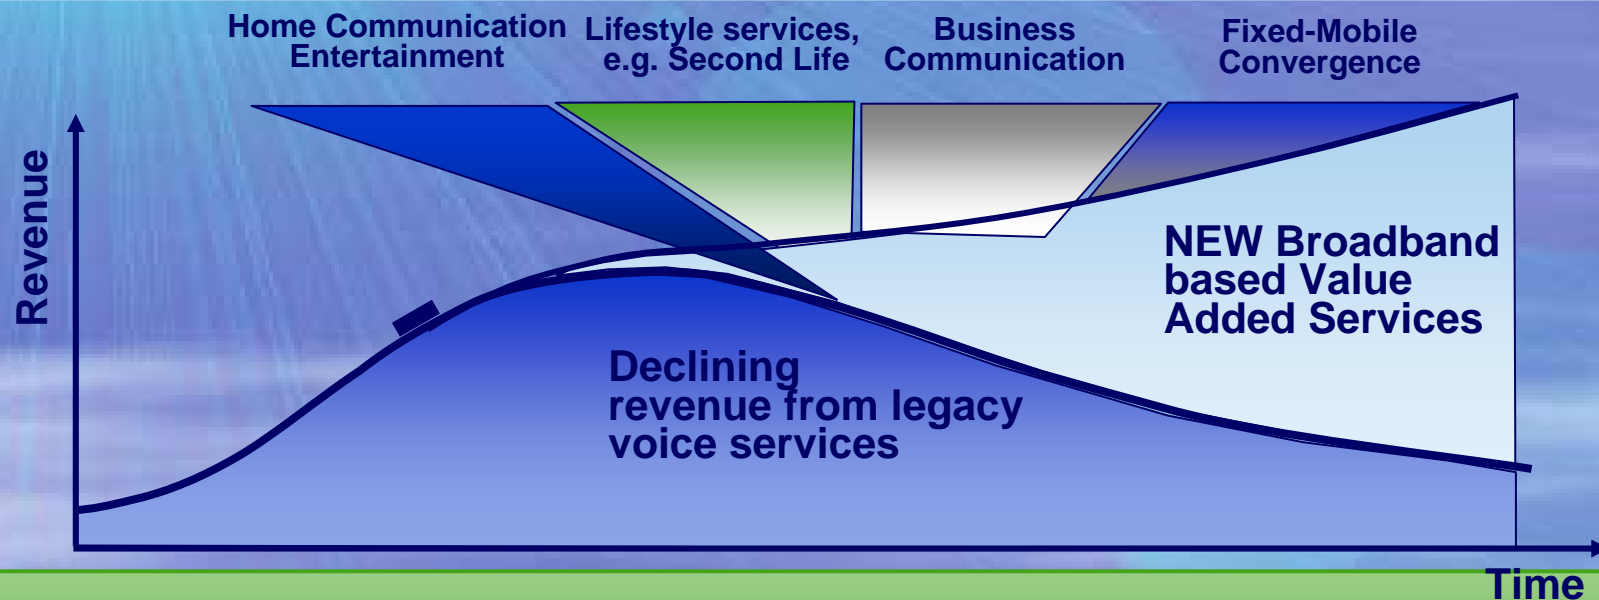 Home Communication
Entertainment
Lifestyle services,
e.g. Second Life
Business
Communication
Fixed-Mobile
Convergence
Revenue
NEW Broadband
based Value
Added Services
Declining
revenue from legacy
voice services
Time